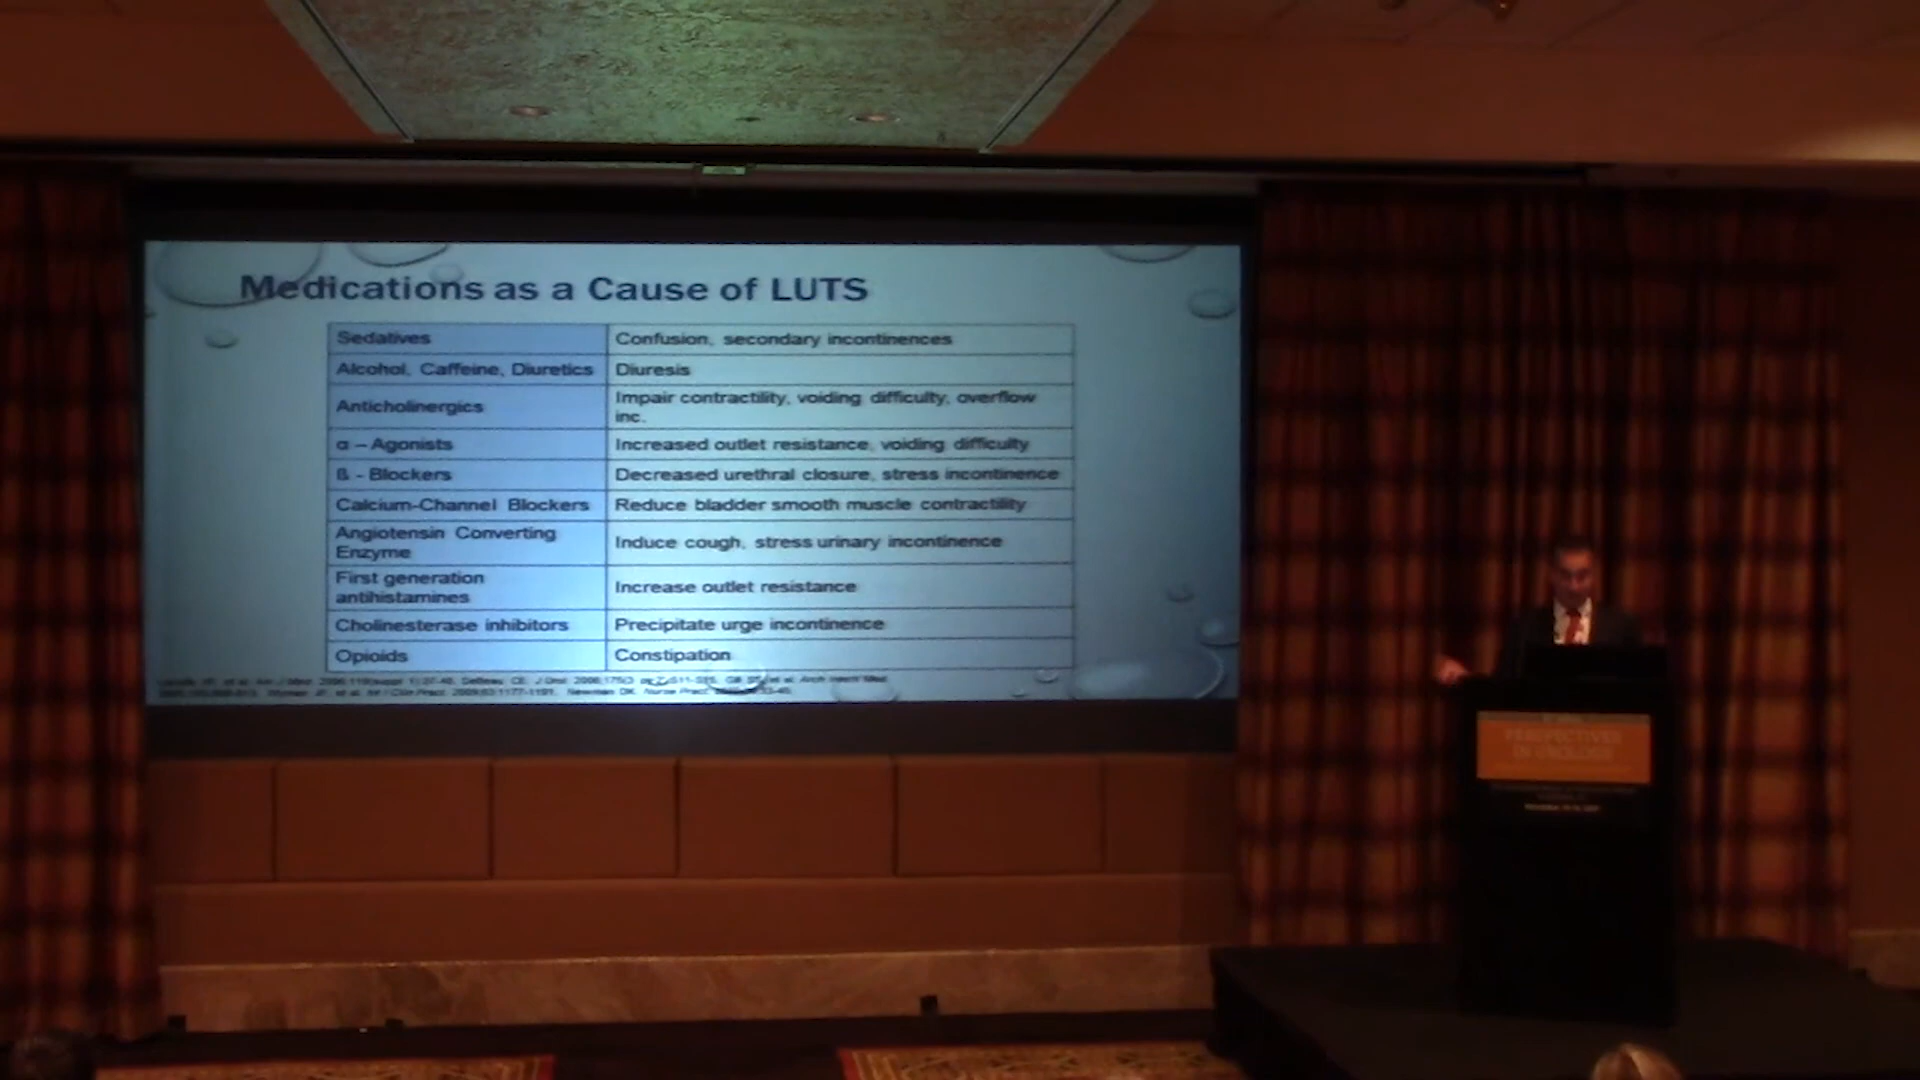 Medications as a Cause of LUTS
Sedatives
Confusion, secondary incontinences
Alcohol, Caffeine, Diuretics
Diuresis
Anticholinergics
Impair contractility, voiding difficulty, overflow
inc.
α – Agonists
Increased outlet resistance, voiding difficulty
ß - Blockers
Decreased urethral closure, stress incontinence
Calcium-Channel Blockers
Reduce bladder smooth muscle contractility
Angiotensin Converting
Enzyme
Induce cough, stress urinary incontinence
First generation
antihistamines
Increase outlet resistance
Cholinesterase inhibitors
Precipitate urge incontinence
Opioids
Constipation
PERSPECTIVES
IN UROLOGY